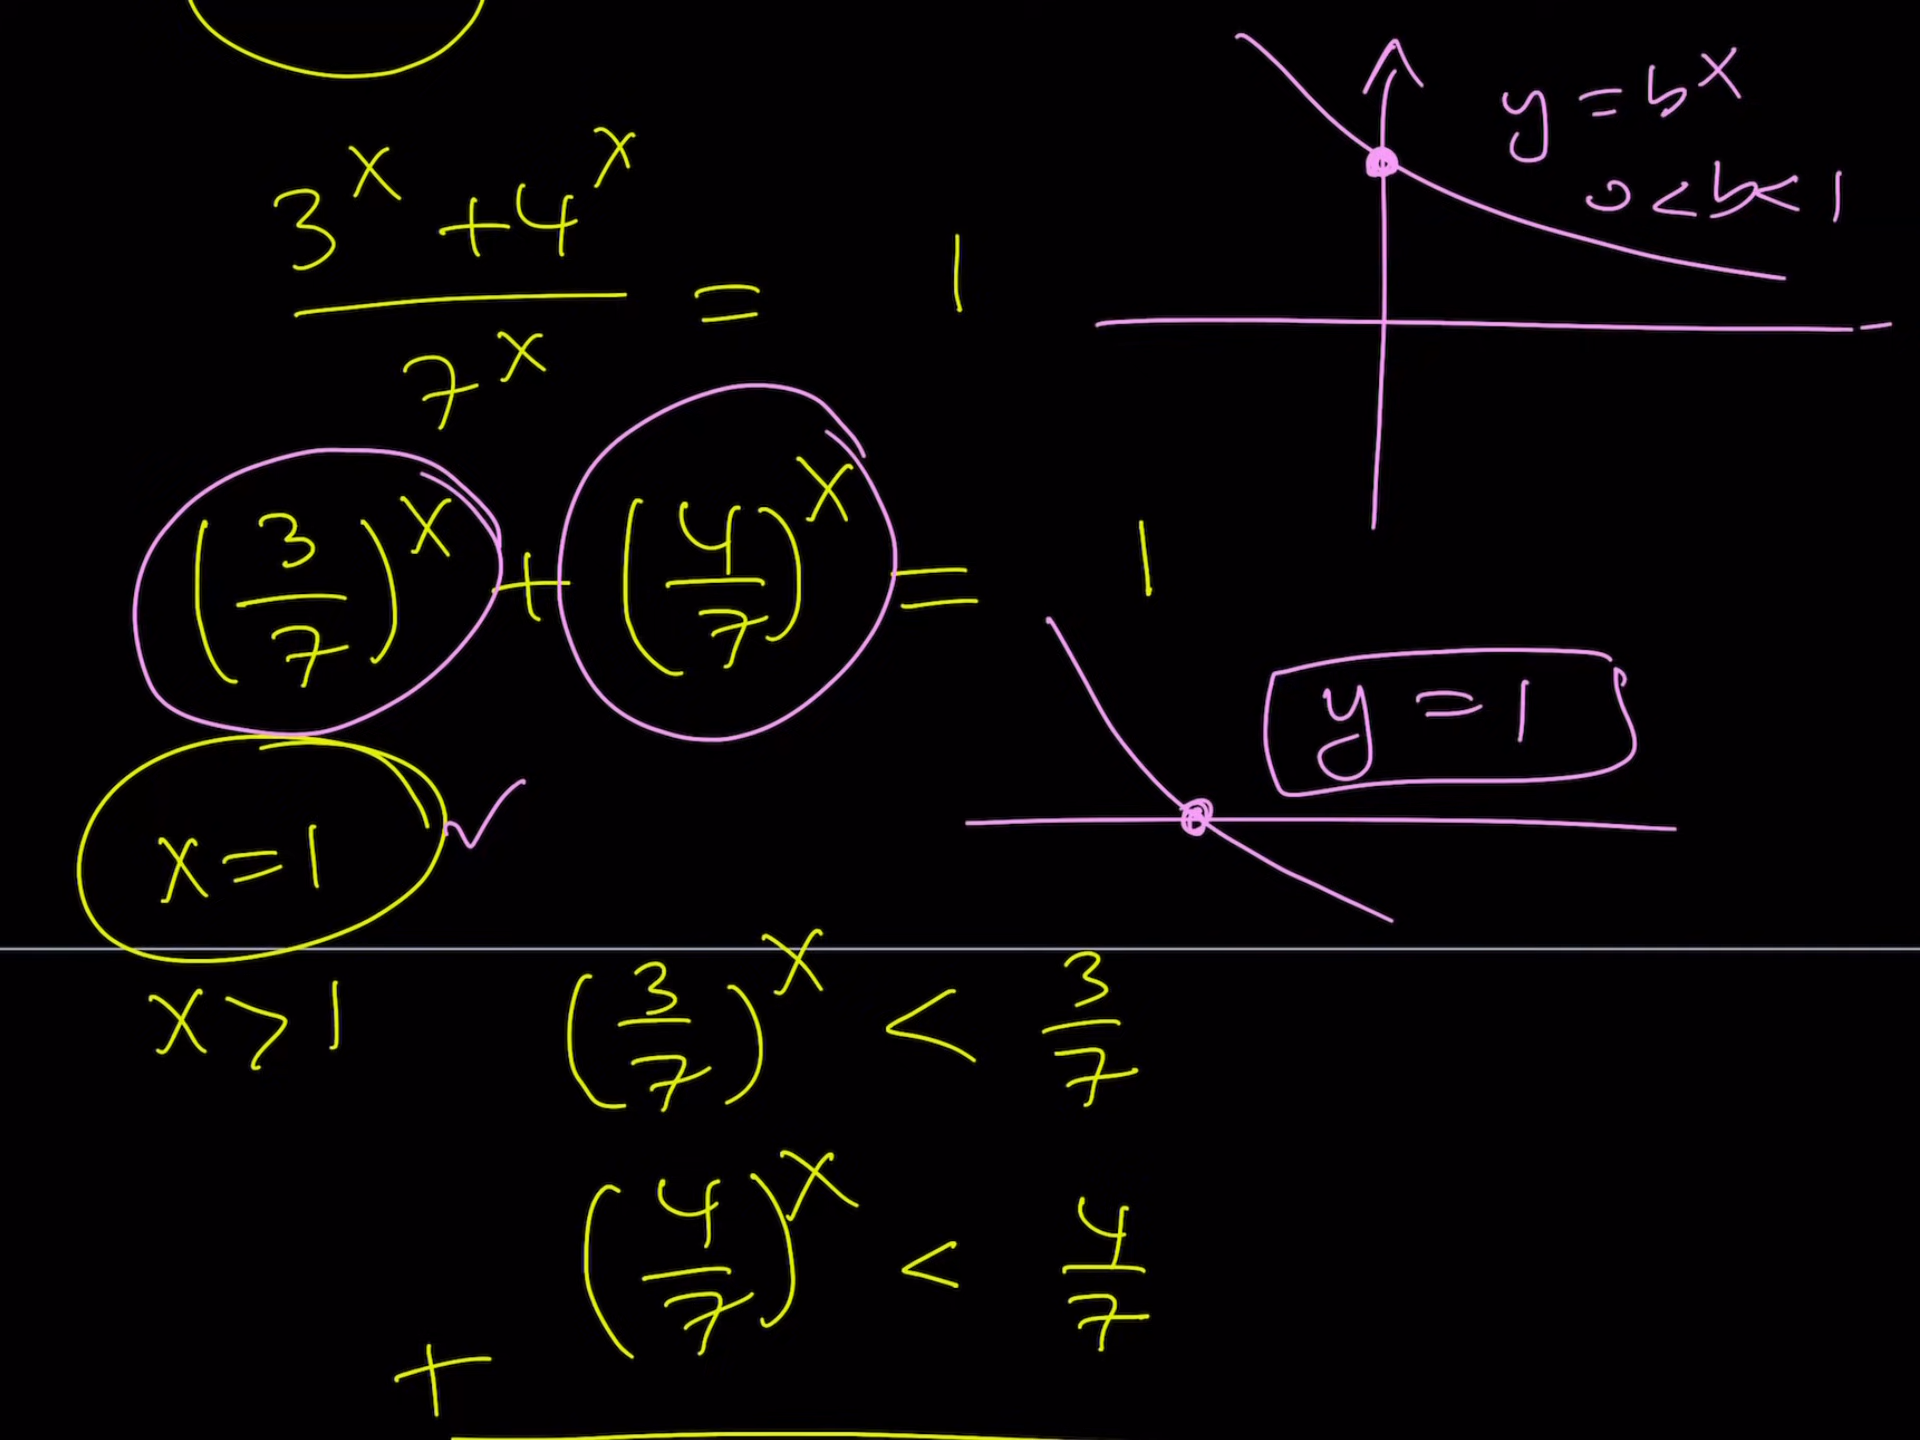 y = b^x
0 < b < 1
(3^x + 4^x) / 7^x = 1
(3/7)^x + (4/7)^x = 1
y = 1
x = 1 ✓
x > 1 (3/7)^x < 3/7
(4/7)^x < 4/7
+